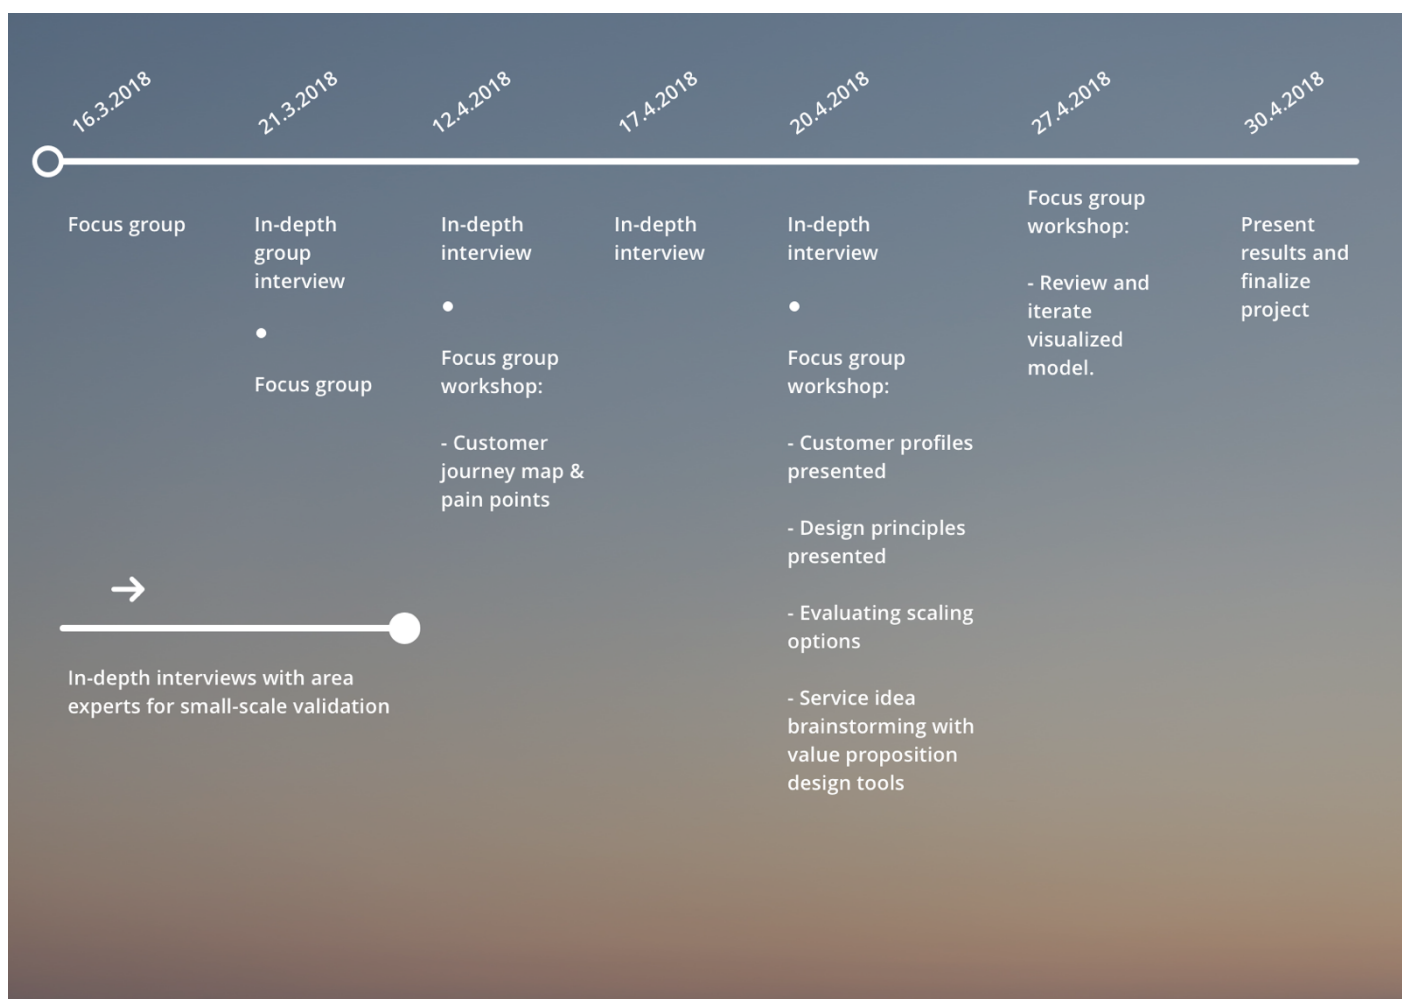 16.3.2018
21.3.2018
12.4.2018
17.4.2018
20.4.2018
27.4.2018
30.4.2018
Focus group
In-depth
group
interview
Focus group
In-depth
interview
Focus group
workshop:
- Customer
journey map &
pain points
In-depth
interview
In-depth
interview
Focus group
workshop:
- Customer profiles
presented
- Design principles
presented
- Evaluating scaling
options
- Service idea
brainstorming with
value proposition
design tools
Focus group
workshop:
- Review and
iterate
visualized
model.
Present
results and
finalize
project
In-depth interviews with area
experts for small-scale validation